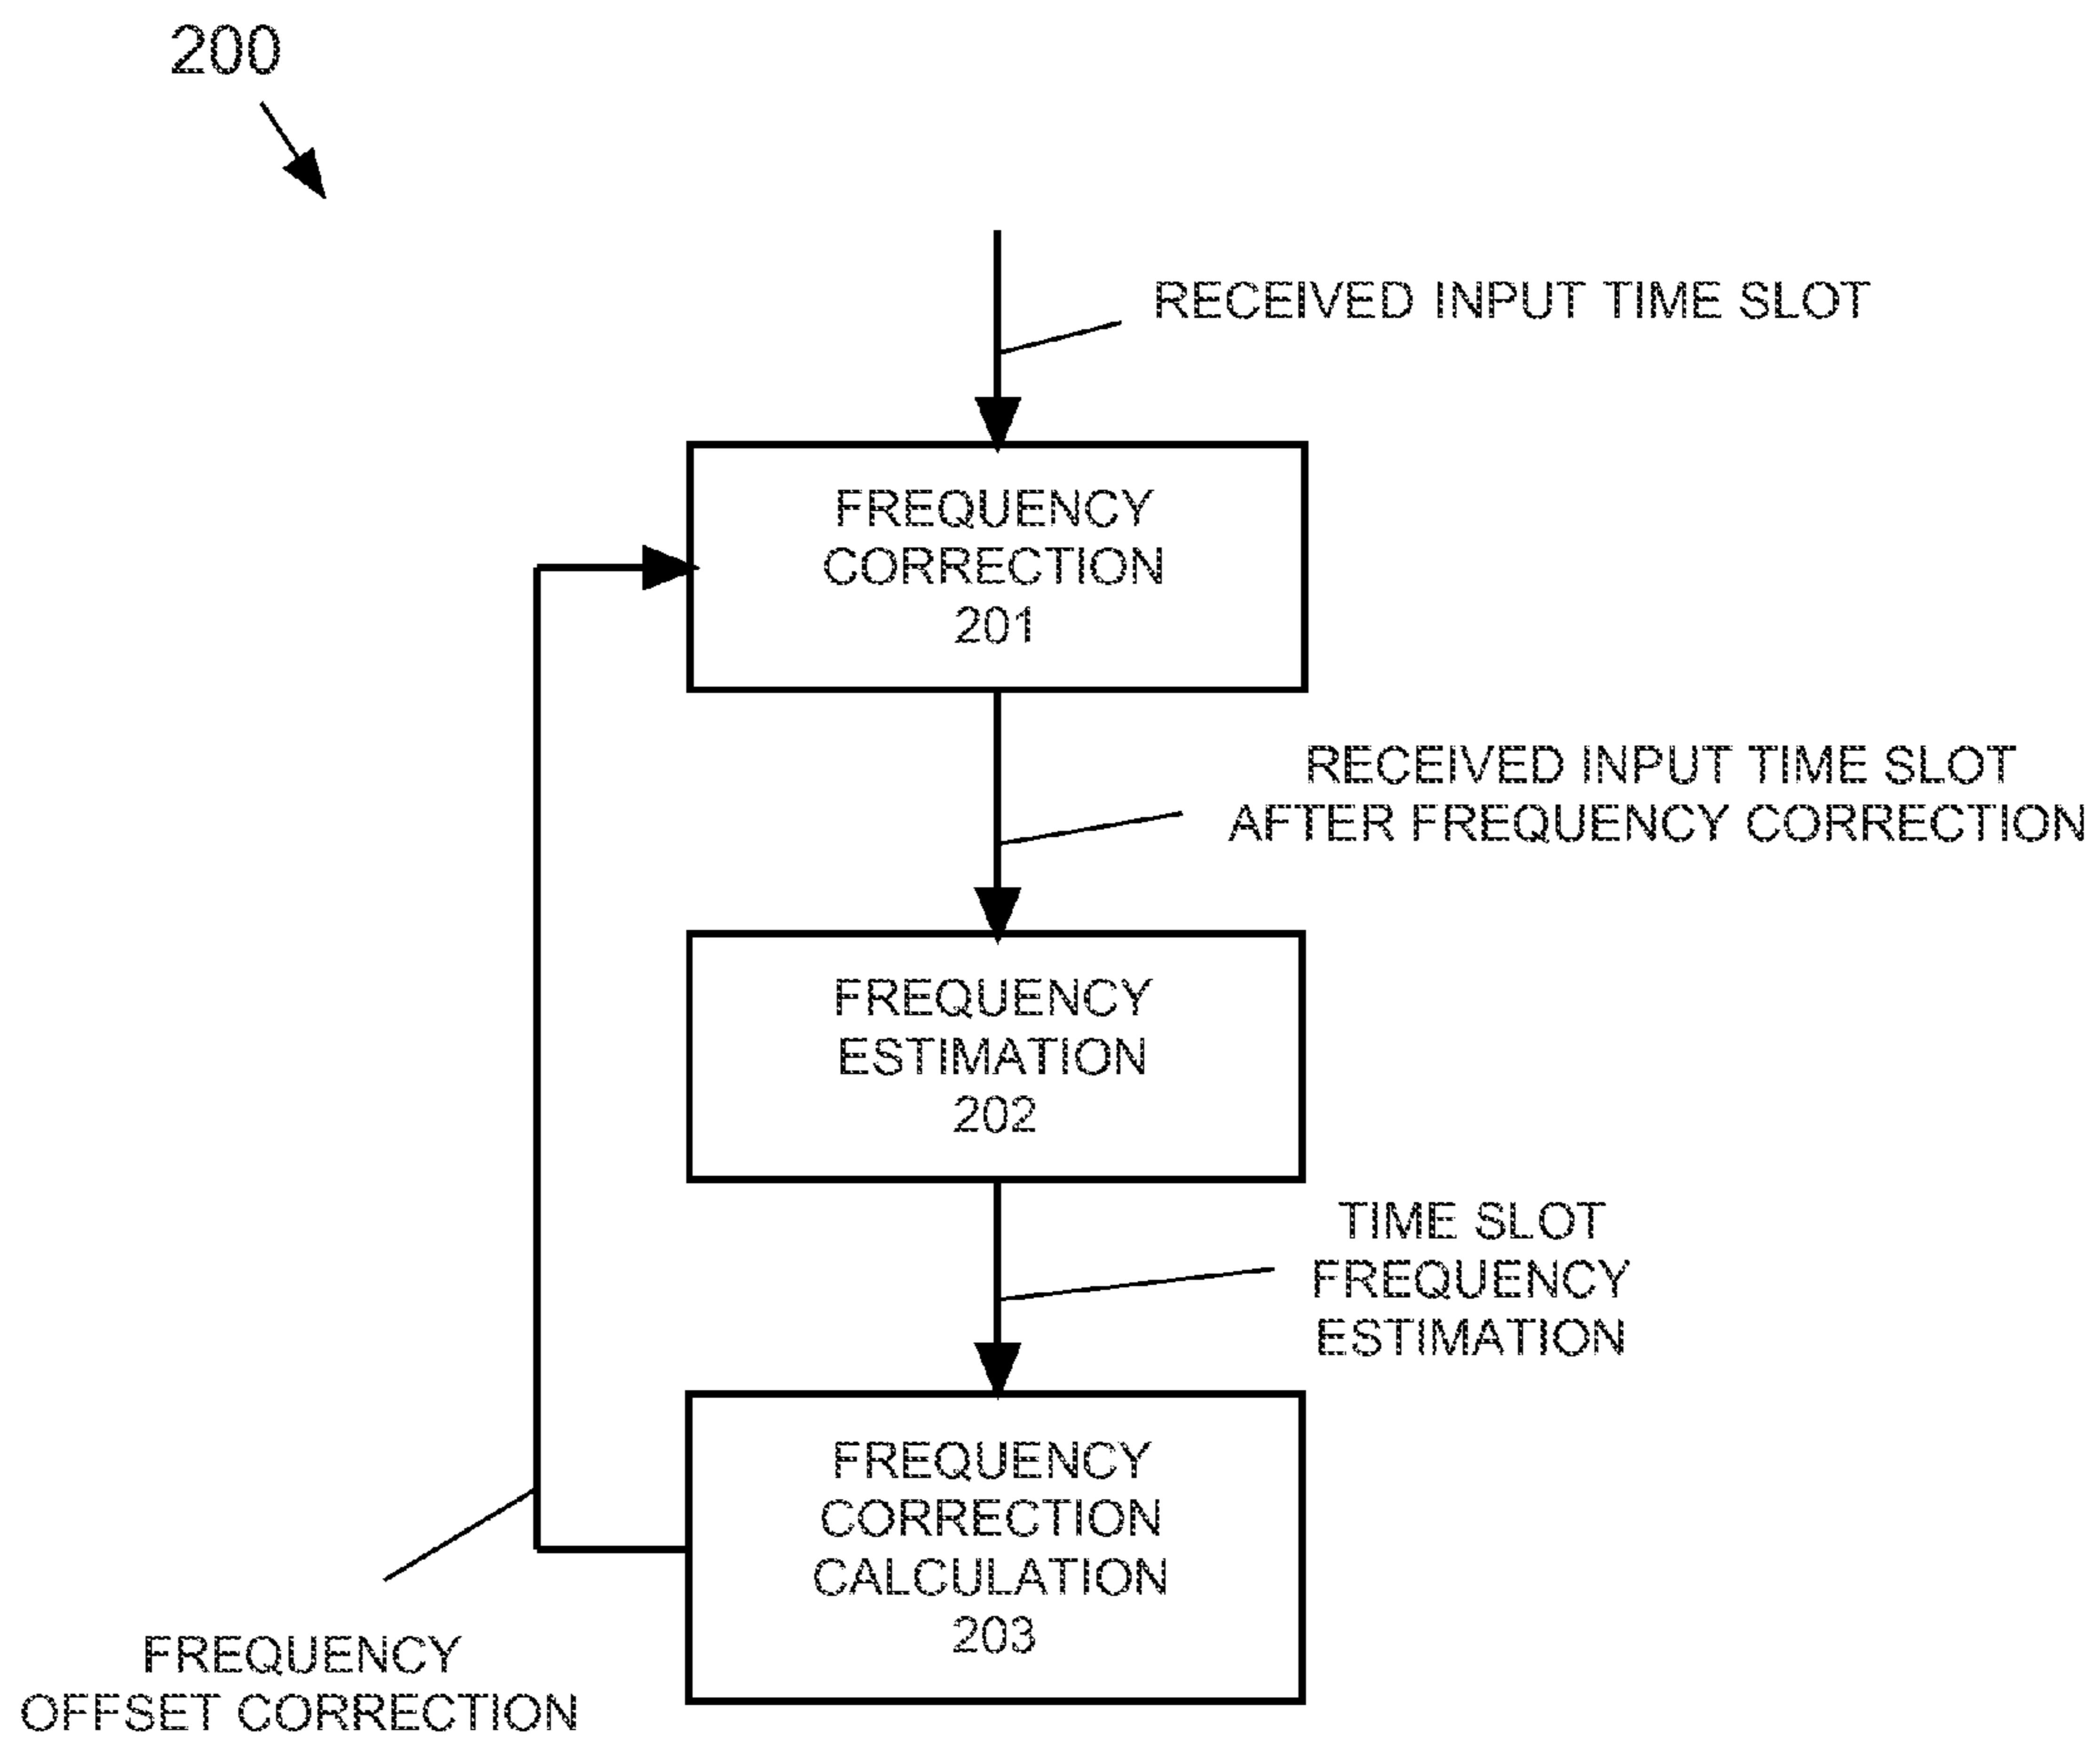 200
RECEIVED INPUT TIME SLOT
FREQUENCY
CORRECTION
201
RECEIVED INPUT TIME SLOT
AFTER FREQUENCY CORRECTION
FREQUENCY
ESTIMATION
202
TIME SLOT
FREQUENCY
ESTIMATION
FREQUENCY
CORRECTION
CALCULATION
203
FREQUENCY
OFFSET CORRECTION